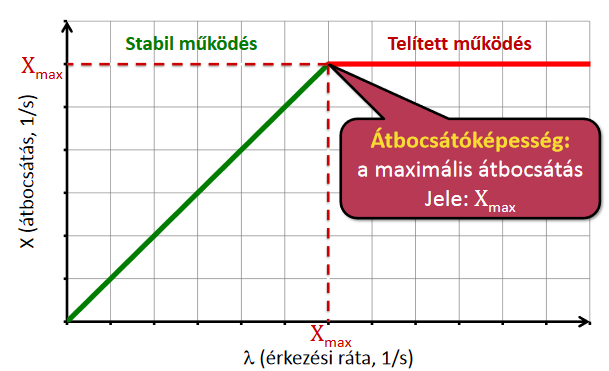 Stabil működés
Telített működés
Xmax
Átbocsátóképesség:
a maximális átbocsátás
Jele: Xmax
X (átbocsátás, 1/s)
Xmax
λ (érkezési ráta, 1/s)